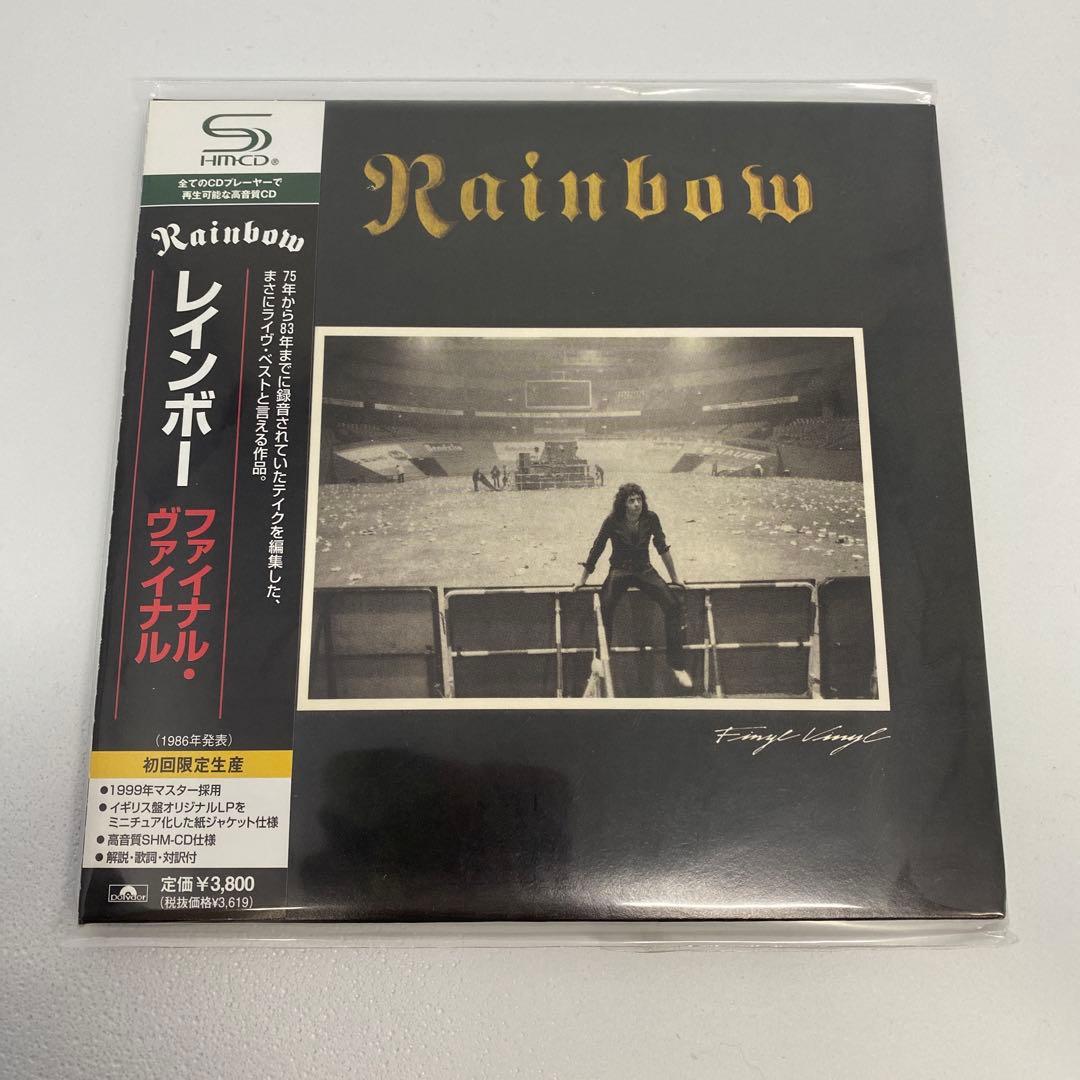 SHM-CD®
全てのCDプレーヤーで
再生可能な高音質CD
Rainbow
レインボー
ファイナル・
ヴァイナル
75年から83年までに録音されていたテイクを編集した、
まさにライヴ・ベストと言える作品。
(1986年発表)
初回限定生産
●1999年マスター採用
●イギリス盤オリジナルLPを
ミニチュア化した紙ジャケット仕様
●高音質SHM-CD仕様
●解説・歌詞・対訳付
polydor
定価¥3,800
(税抜価格¥3,619)
Rainbow
Finyl Vinyl